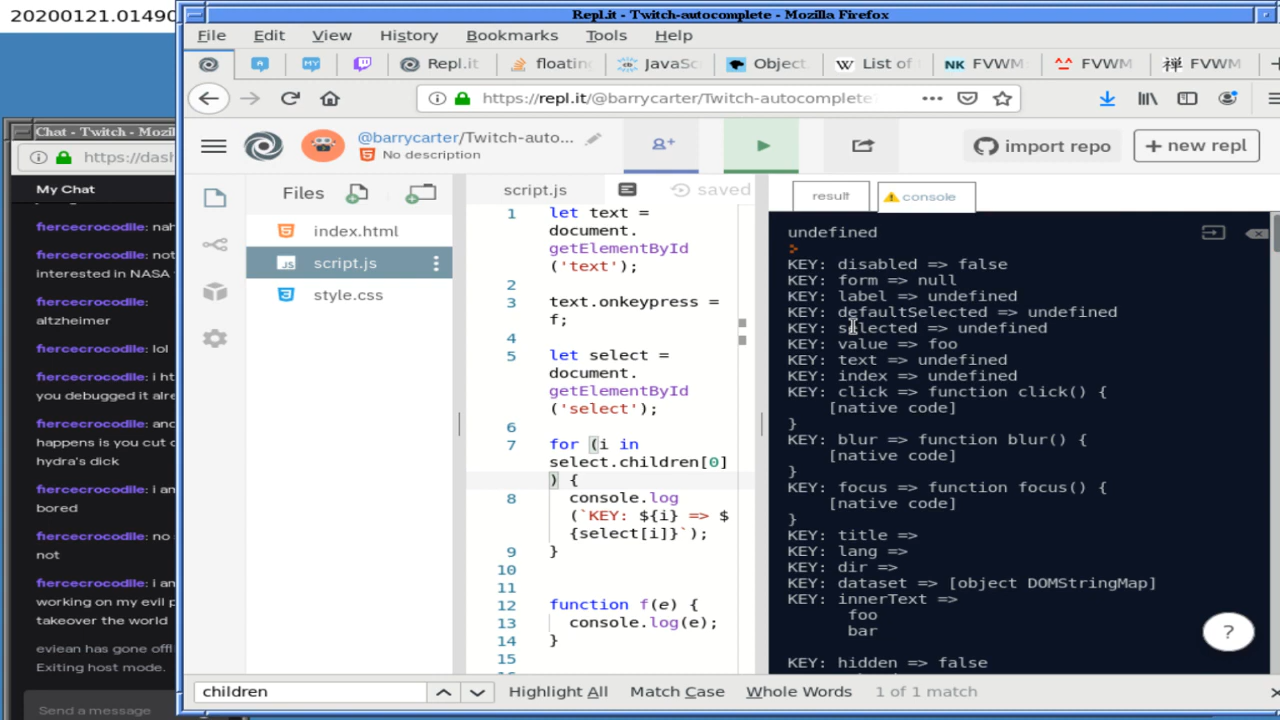 20200121.01490
Repl.it - Twitch-autocomplete - Mozilla Firefox
File Edit View History Bookmarks Tools Help
Repl.it floatin JavaSc Object. W List of NK FVWM FVWM 禅 FVWM
https://repl.it/@barrycarter/Twitch-autocomplete
@barrycarter/Twitch-auto...
No description
import repo
+ new repl
Chat - Twitch - Mozil
https://dash
My Chat
fiercecrocodile: nah
fiercecrocodile: not
interested in NASA
fiercecrocodile:
altzheimer
fiercecrocodile: lol
fiercecrocodile: i
you debugged it alre
fiercecrocodile: and
happens is you cut
hydra's dick
fiercecrocodile: i am
bored
fiercecrocodile: no
not
fiercecrocodile: i am
working on my evil
takeover the world
eviean has gone offl
Exiting host mode.
Send a message
Files
index.html
script.js
style.css
script.js saved
1 let text =
document.
getElementById
('text');
2
3 text.onkeypress =
f;
4
5 let select =
document.
getElementById
('select');
6
7 for (i in
select.children[0]
) {
8 console.log
(`KEY: ${i} => $
{select[i]}`);
9 }
10
11
12 function f(e) {
13 console.log(e);
14 }
15
result console
undefined
>
KEY: disabled => false
KEY: form => null
KEY: label => undefined
KEY: defaultSelected => undefined
KEY: selected => undefined
KEY: value => foo
KEY: text => undefined
KEY: index => undefined
KEY: click => function click() {
[native code]
}
KEY: blur => function blur() {
[native code]
}
KEY: focus => function focus() {
[native code]
}
KEY: title =>
KEY: lang =>
KEY: dir =>
KEY: dataset => [object DOMStringMap]
KEY: innerText =>
foo
bar
KEY: hidden => false
?
children Highlight All Match Case Whole Words 1 of 1 match